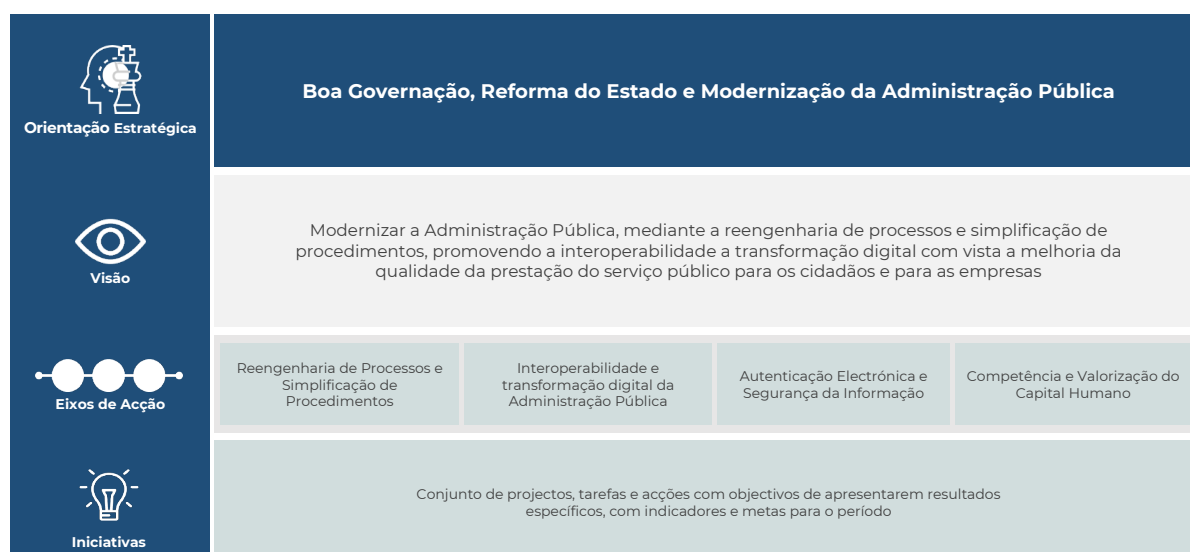 Orientação Estratégica
Boa Governação, Reforma do Estado e Modernização da Administração Pública
Visão
Modernizar a Administração Pública, mediante a reengenharia de processos e simplificação de
procedimentos, promovendo a interoperabilidade a transformação digital com vista a melhoria da
qualidade da prestação do serviço público para os cidadãos e para as empresas
Eixos de Acção
Reengenharia de Processos e
Simplificação de
Procedimentos
Interoperabilidade e
transformação digital da
Administração Pública
Autenticação Electrónica e
Segurança da Informação
Competência e Valorização do
Capital Humano
Iniciativas
Conjunto de projectos, tarefas e acções com objectivos de apresentarem resultados
específicos, com indicadores e metas para o período